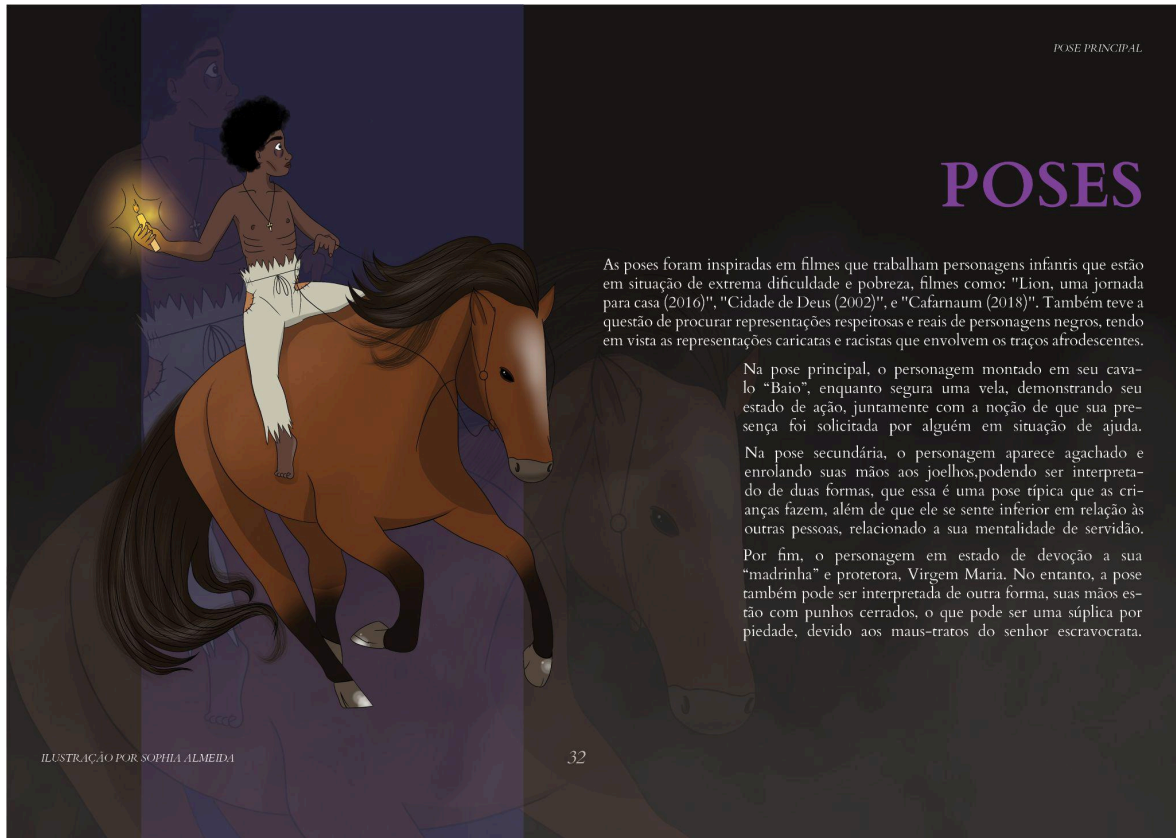 POSE PRINCIPAL
POSES
As poses foram inspiradas em filmes que trabalham personagens infantis que estão
em situação de extrema dificuldade e pobreza, filmes como: "Lion, uma jornada
para casa (2016)", "Cidade de Deus (2002)", e "Cafarnaum (2018)". Também teve a
questão de procurar representações respeitosas e reais de personagens negros, tendo
em vista as representações caricatas e racistas que envolvem os traços afrodescentes.
Na pose principal, o personagem montado em seu cava-
lo “Baio”, enquanto segura uma vela, demonstrando seu
estado de ação, juntamente com a noção de que sua pre-
sença foi solicitada por alguém em situação de ajuda.
Na pose secundária, o personagem aparece agachado e
enrolando suas mãos aos joelhos,podendo ser interpreta-
do de duas formas, que essa é uma pose típica que as cri-
anças fazem, além de que ele se sente inferior em relação às
outras pessoas, relacionado a sua mentalidade de servidão.
Por fim, o personagem em estado de devoção a sua
“madrinha” e protetora, Virgem Maria. No entanto, a pose
também pode ser interpretada de outra forma, suas mãos es-
tão com punhos cerrados, o que pode ser uma súplica por
piedade, devido aos maus-tratos do senhor escravocrata.
ILUSTRAÇÃO POR SOPHIA ALMEIDA
32